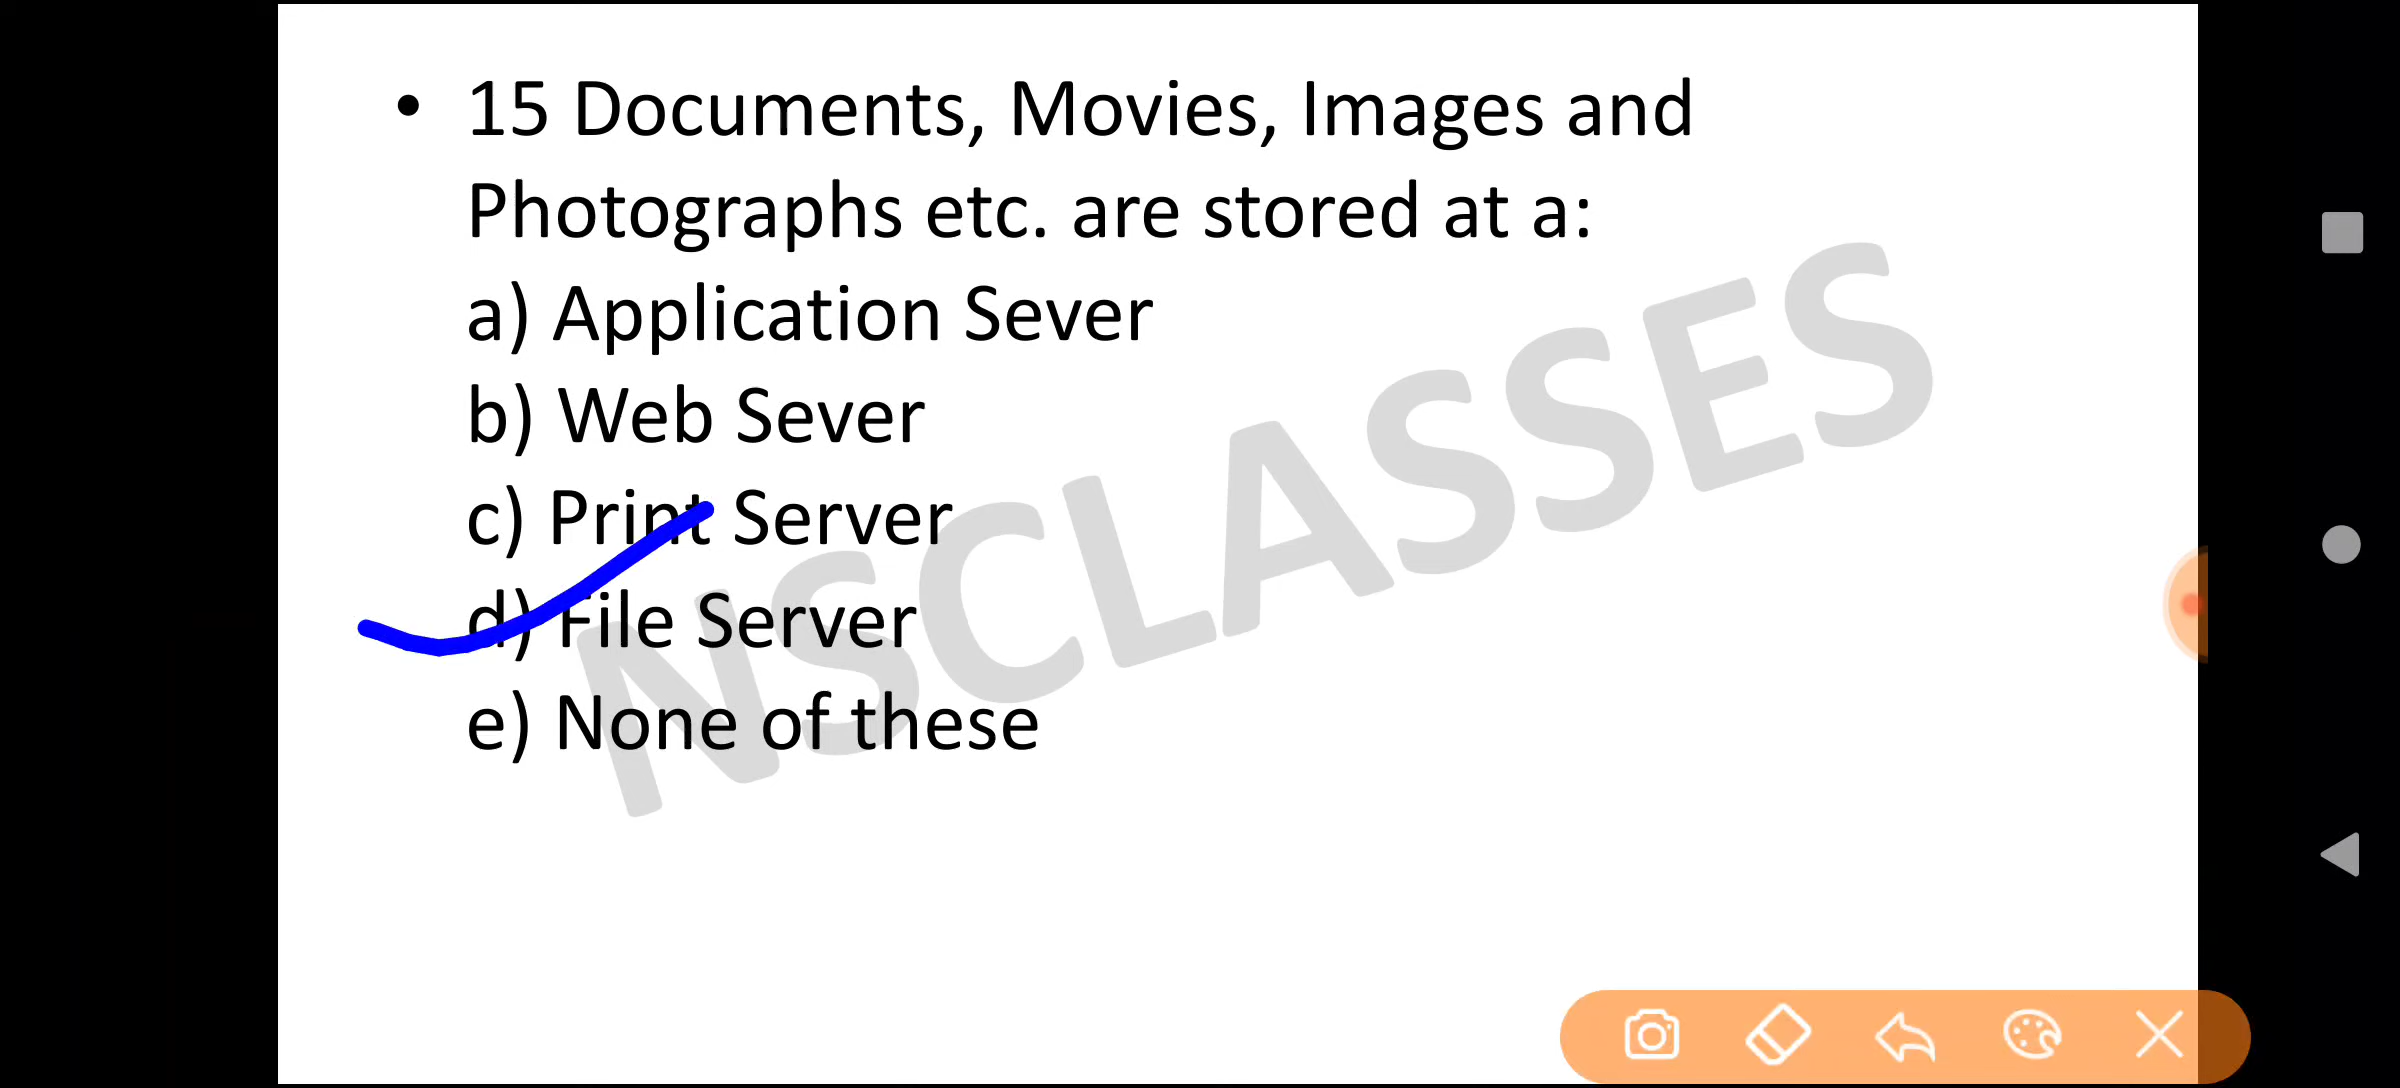 • 15 Documents, Movies, Images and
Photographs etc. are stored at a:
a) Application Sever
b) Web Sever
c) Print Server
d) File Server
e) None of these
NSCLASSES